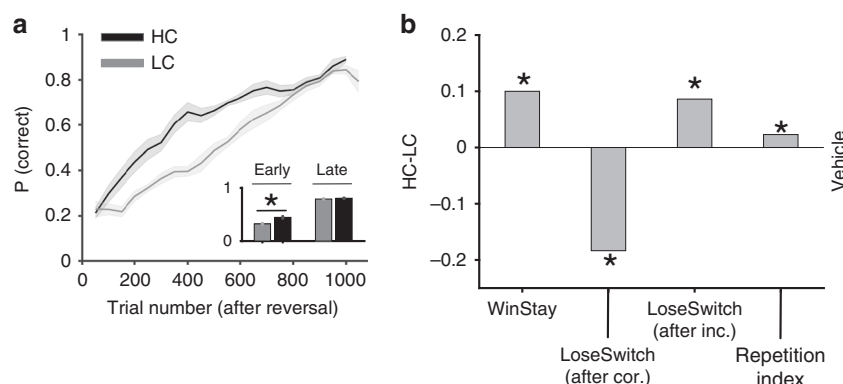 a
1
0.8
0.6
0.4
0.2
0
P (correct)
HC
LC
Early Late
1
*
0
0 200 400 600 800 1000
Trial number (after reversal)
b
0.2
0.1
0
–0.1
–0.2
HC-LC
* * * *
WinStay
LoseSwitch
(after cor.)
LoseSwitch
(after inc.)
Repetition
index
Vehicle